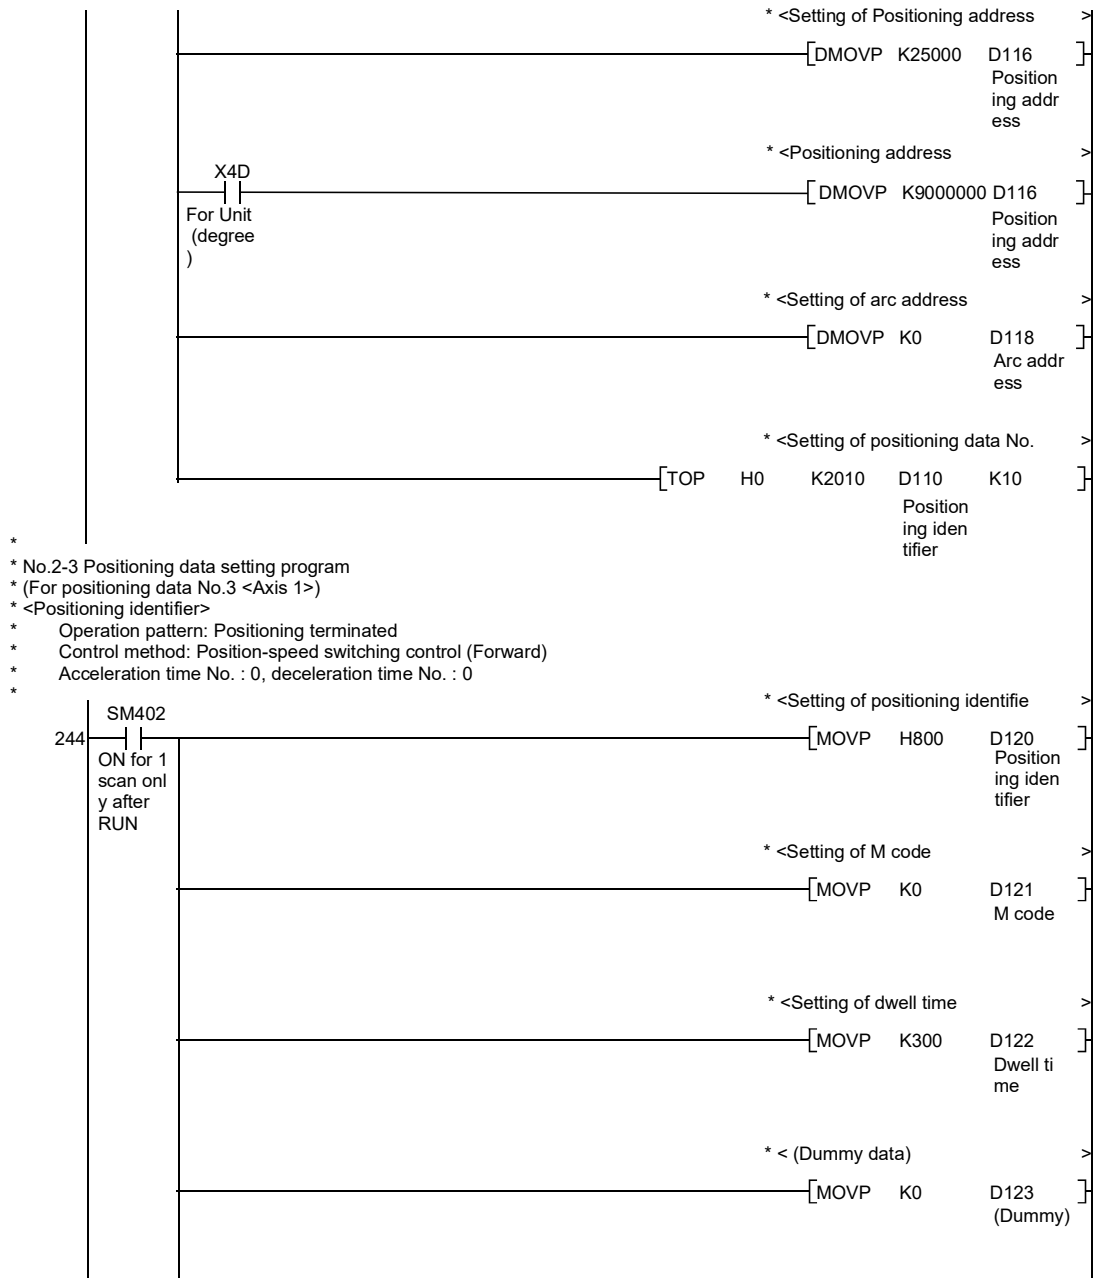 * <Setting of Positioning address >
DMOVP K25000 D116
Position
ing addr
ess
* <Positioning address >
X4D
DMOVP K9000000 D116
For Unit
(degree
)
Position
ing addr
ess
* <Setting of arc address >
DMOVP K0 D118
Arc addr
ess
* <Setting of positioning data No. >
TOP H0 K2010 D110 K10
Position
ing iden
tifier
*
* No.2-3 Positioning data setting program
* (For positioning data No.3 <Axis 1>)
* <Positioning identifier>
* Operation pattern: Positioning terminated
* Control method: Position-speed switching control (Forward)
* Acceleration time No. : 0, deceleration time No. : 0
*
* <Setting of positioning identifie >
SM402
244 MOVP H800 D120
ON for 1
scan onl
y after
RUN
Position
ing iden
tifier
* <Setting of M code >
MOVP K0 D121
M code
* <Setting of dwell time >
MOVP K300 D122
Dwell ti
me
* < (Dummy data) >
MOVP K0 D123
(Dummy)